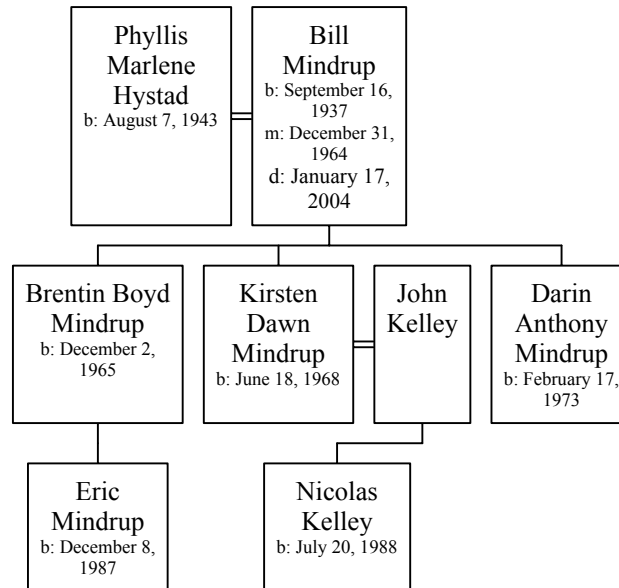 Phyllis
Marlene
Hystad
b: August 7, 1943
Bill
Mindrup
b: September 16,
1937
m: December 31,
1964
d: January 17,
2004
Brentin Boyd
Mindrup
b: December 2,
1965
Kirsten
Dawn
Mindrup
b: June 18, 1968
John
Kelley
Darin
Anthony
Mindrup
b: February 17,
1973
Eric
Mindrup
b: December 8,
1987
Nicolas
Kelley
b: July 20, 1988